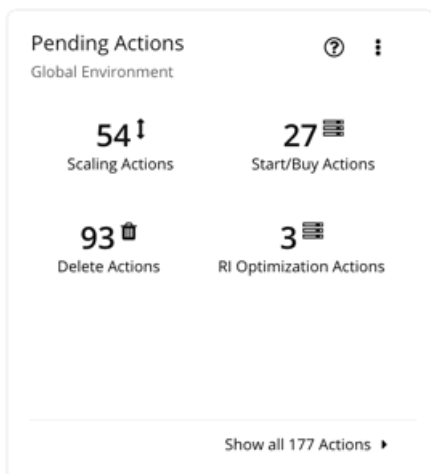 Pending Actions
Global Environment
54
Scaling Actions
27
Start/Buy Actions
93
Delete Actions
3
RI Optimization Actions
Show all 177 Actions